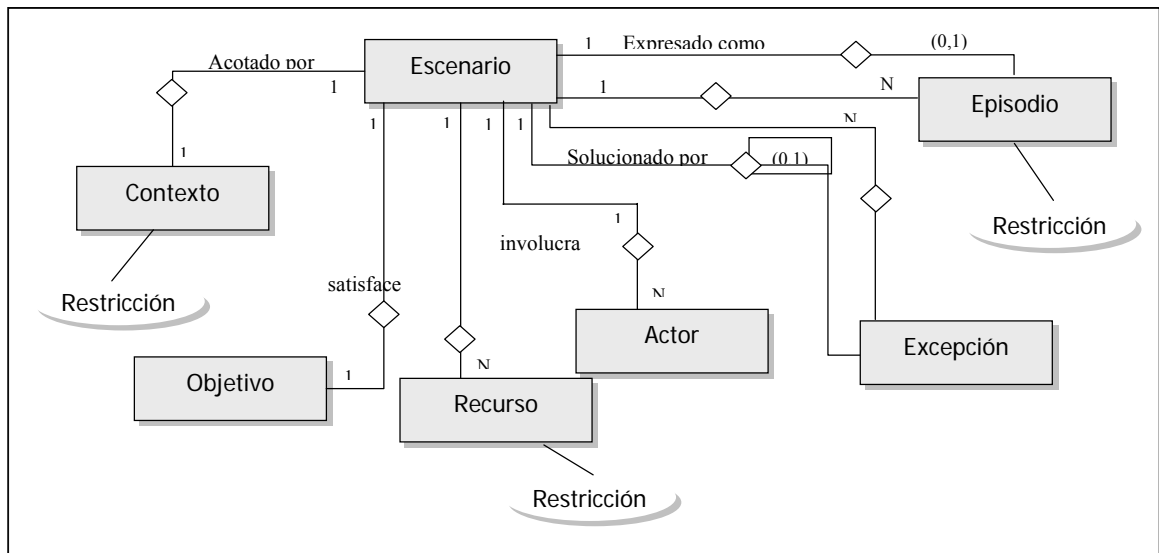 1 Expresado como (0,1)
Acotado por
Escenario
1
1 N
Episodio
1 1 1 1 N
Solucionado por (0,1)
1
Contexto
1
Restricción
involucra
satisface
Restricción
N
Actor
Excepción
Objetivo
1
N
Recurso
Restricción